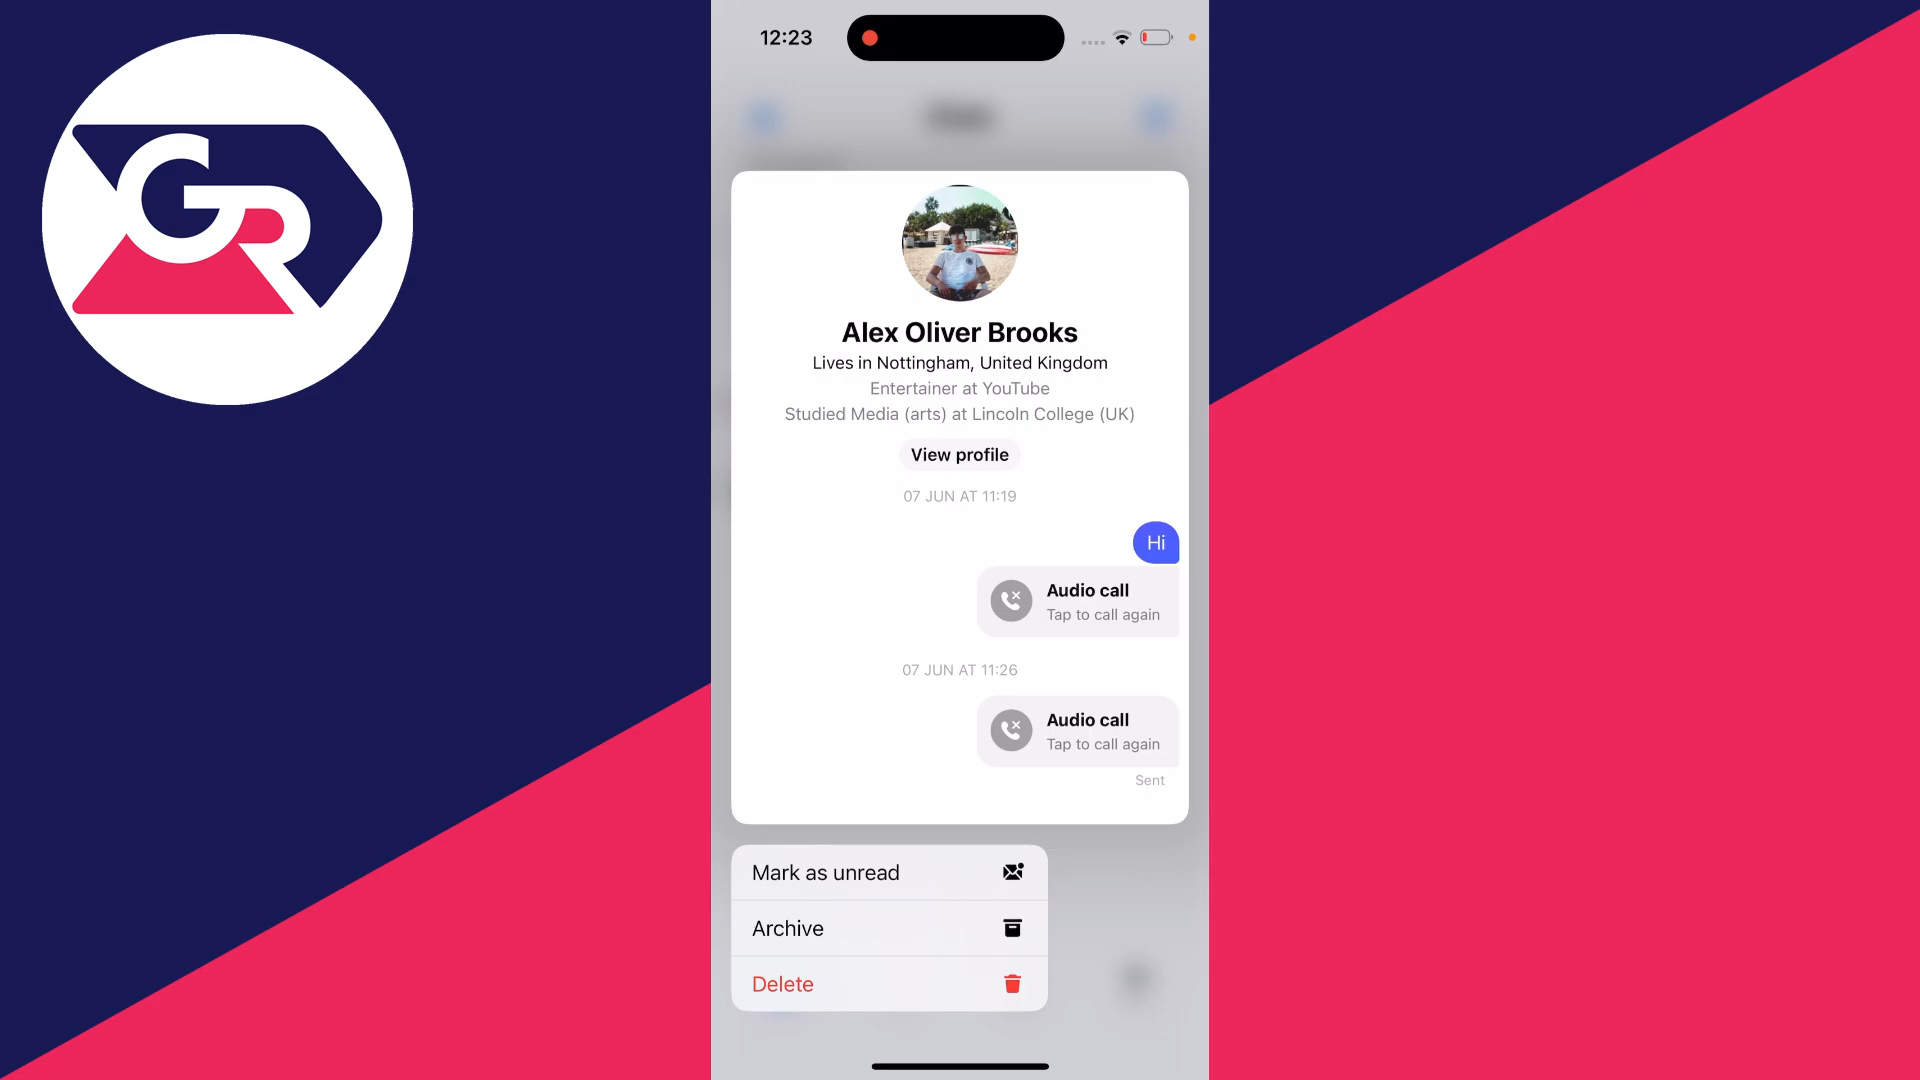 GR
12:23
Alex Oliver Brooks
Lives in Nottingham, United Kingdom
Entertainer at YouTube
Studied Media (arts) at Lincoln College (UK)
View profile
07 JUN AT 11:19
Hi
Audio call
Tap to call again
07 JUN AT 11:26
Audio call
Tap to call again
Sent
Mark as unread
Archive
Delete